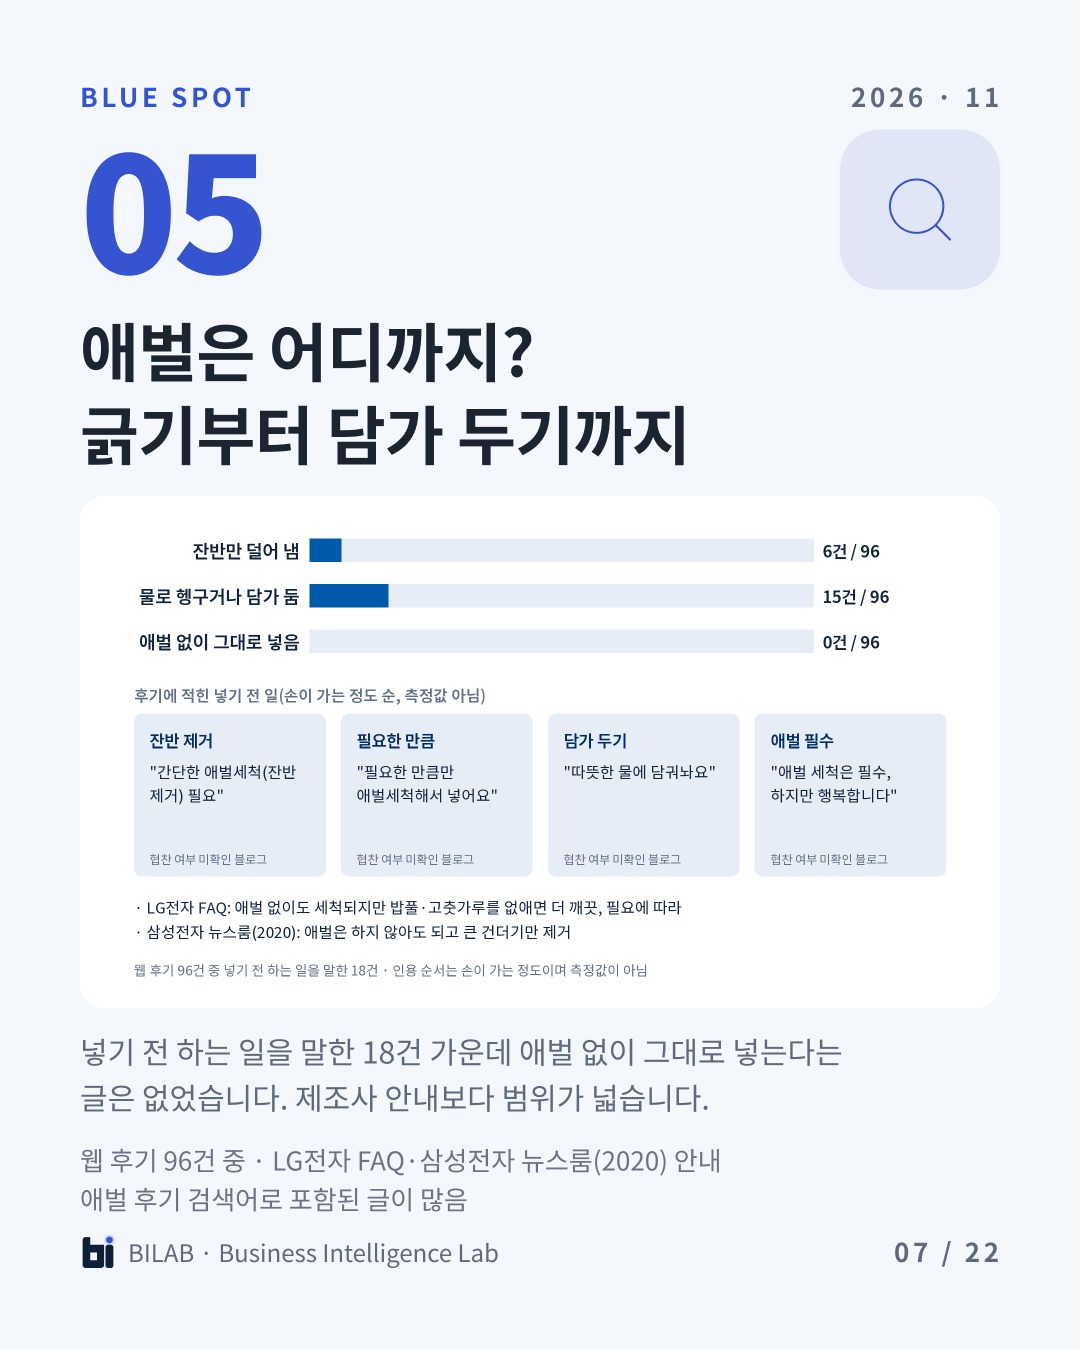 BLUE SPOT
2026 · 11
05
애벌은 어디까지?
긁기부터 담가 두기까지
잔반만 덜어 냄
6건 / 96
물로 헹구거나 담가 둠
15건 / 96
애벌 없이 그대로 넣음
0건 / 96
후기에 적힌 넣기 전 일(손이 가는 정도 순, 측정값 아님)
잔반 제거
"간단한 애벌세척(잔반
제거) 필요"
협찬 여부 미확인 블로그
필요한 만큼
"필요한 만큼만
애벌세척해서 넣어요"
협찬 여부 미확인 블로그
담가 두기
"따뜻한 물에 담궈놔요"
협찬 여부 미확인 블로그
애벌 필수
"애벌 세척은 필수,
하지만 행복합니다"
협찬 여부 미확인 블로그
· LG전자 FAQ: 애벌 없이도 세척되지만 밥풀·고춧가루를 없애면 더 깨끗, 필요에 따라
· 삼성전자 뉴스룸(2020): 애벌은 하지 않아도 되고 큰 건더기만 제거
웹 후기 96건 중 넣기 전 하는 일을 말한 18건 · 인용 순서는 손이 가는 정도이며 측정값이 아님
넣기 전 하는 일을 말한 18건 가운데 애벌 없이 그대로 넣는다는
글은 없었습니다. 제조사 안내보다 범위가 넓습니다.
웹 후기 96건 중 · LG전자 FAQ·삼성전자 뉴스룸(2020) 안내
애벌 후기 검색어로 포함된 글이 많음
bi BILAB · Business Intelligence Lab
07 / 22